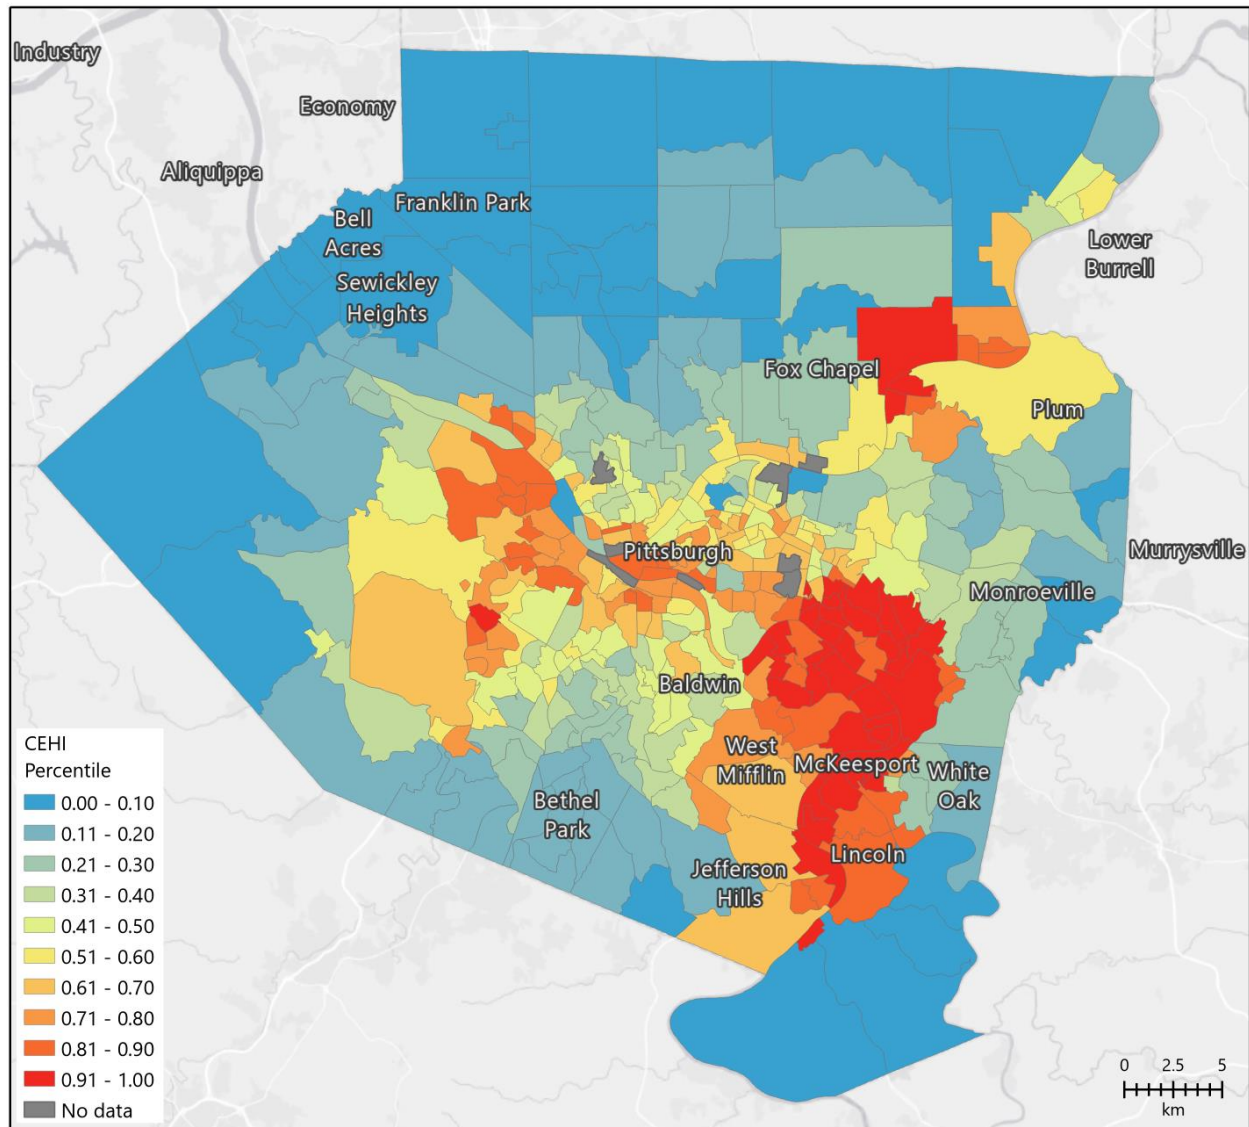 Industry
Economy
Aliquippa
Franklin Park
Bell
Acres
Lower
Burrell
Sewickley
Heights
Fox Chapel
Plum
Pittsburgh
Murrysville
Monroeville
Baldwin
West
Mifflin
McKeesport
White
Oak
Bethel
Park
Lincoln
Jefferson
Hills
CEHI
Percentile
0.00 - 0.10
0.11 - 0.20
0.21 - 0.30
0.31 - 0.40
0.41 - 0.50
0.51 - 0.60
0.61 - 0.70
0.71 - 0.80
0.81 - 0.90
0.91 - 1.00
No data
0 2.5 5
km